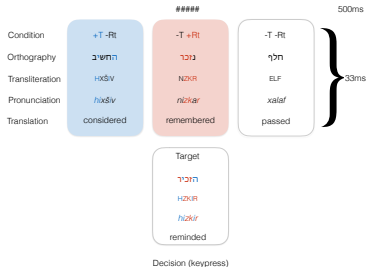 ##### 500ms
Condition +T -Rt -T +Rt -T -Rt
Orthography החשיב נזכר חלף
Transliteration HXŠIV NZKR ELF 33ms
Pronunciation hixšiv nizkar xalaf
Translation considered remembered passed
Target
הזכיר
HZKIR
hizkir
reminded
Decision (keypress)